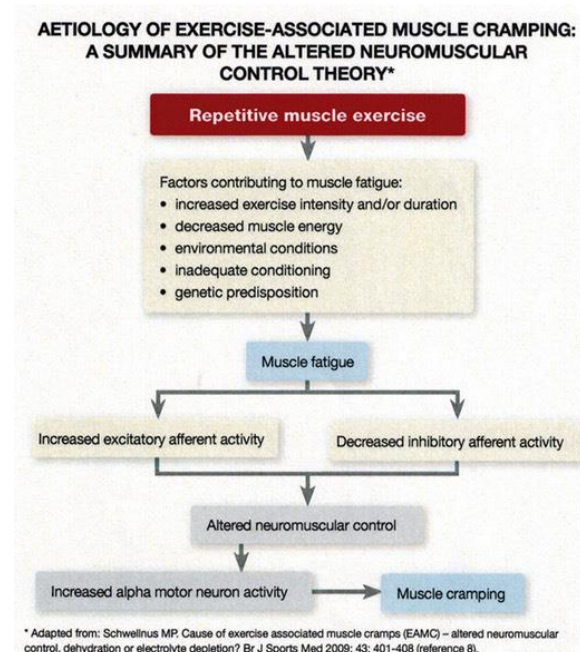 AETIOLOGY OF EXERCISE-ASSOCIATED MUSCLE CRAMPING:
A SUMMARY OF THE ALTERED NEUROMUSCULAR
CONTROL THEORY*
Repetitive muscle exercise
Factors contributing to muscle fatigue:
• increased exercise intensity and/or duration
• decreased muscle energy
• environmental conditions
• inadequate conditioning
• genetic predisposition
Muscle fatigue
Increased excitatory afferent activity
Decreased inhibitory afferent activity
Altered neuromuscular control
Increased alpha motor neuron activity
Muscle cramping
* Adapted from: Schwellnus MP. Cause of exercise associated muscle cramps (EAMC) – altered neuromuscular
control, dehydration or electrolyte depletion? Br J Sports Med 2009; 43: 401-408 (reference 8).